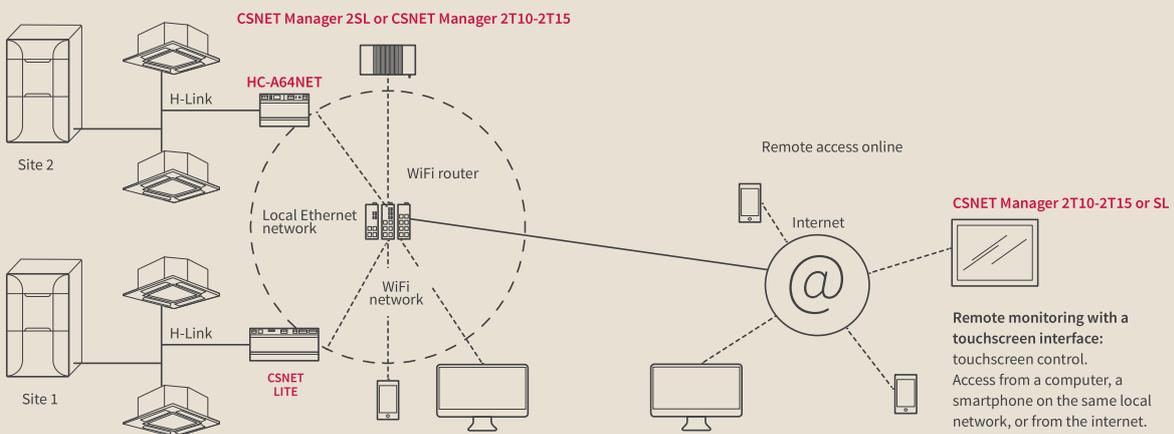 CSNET Manager 2SL or CSNET Manager 2T10-2T15
HC-A64NET
H-Link
Site 2
WiFi router
Local Ethernet
network
WiFi
network
Remote access online
Internet
CSNET Manager 2T10-2T15 or SL
@
H-Link
CSNET
LITE
Site 1
Remote monitoring with a
touchscreen interface:
touchscreen control.
Access from a computer, a
smartphone on the same local
network, or from the internet.